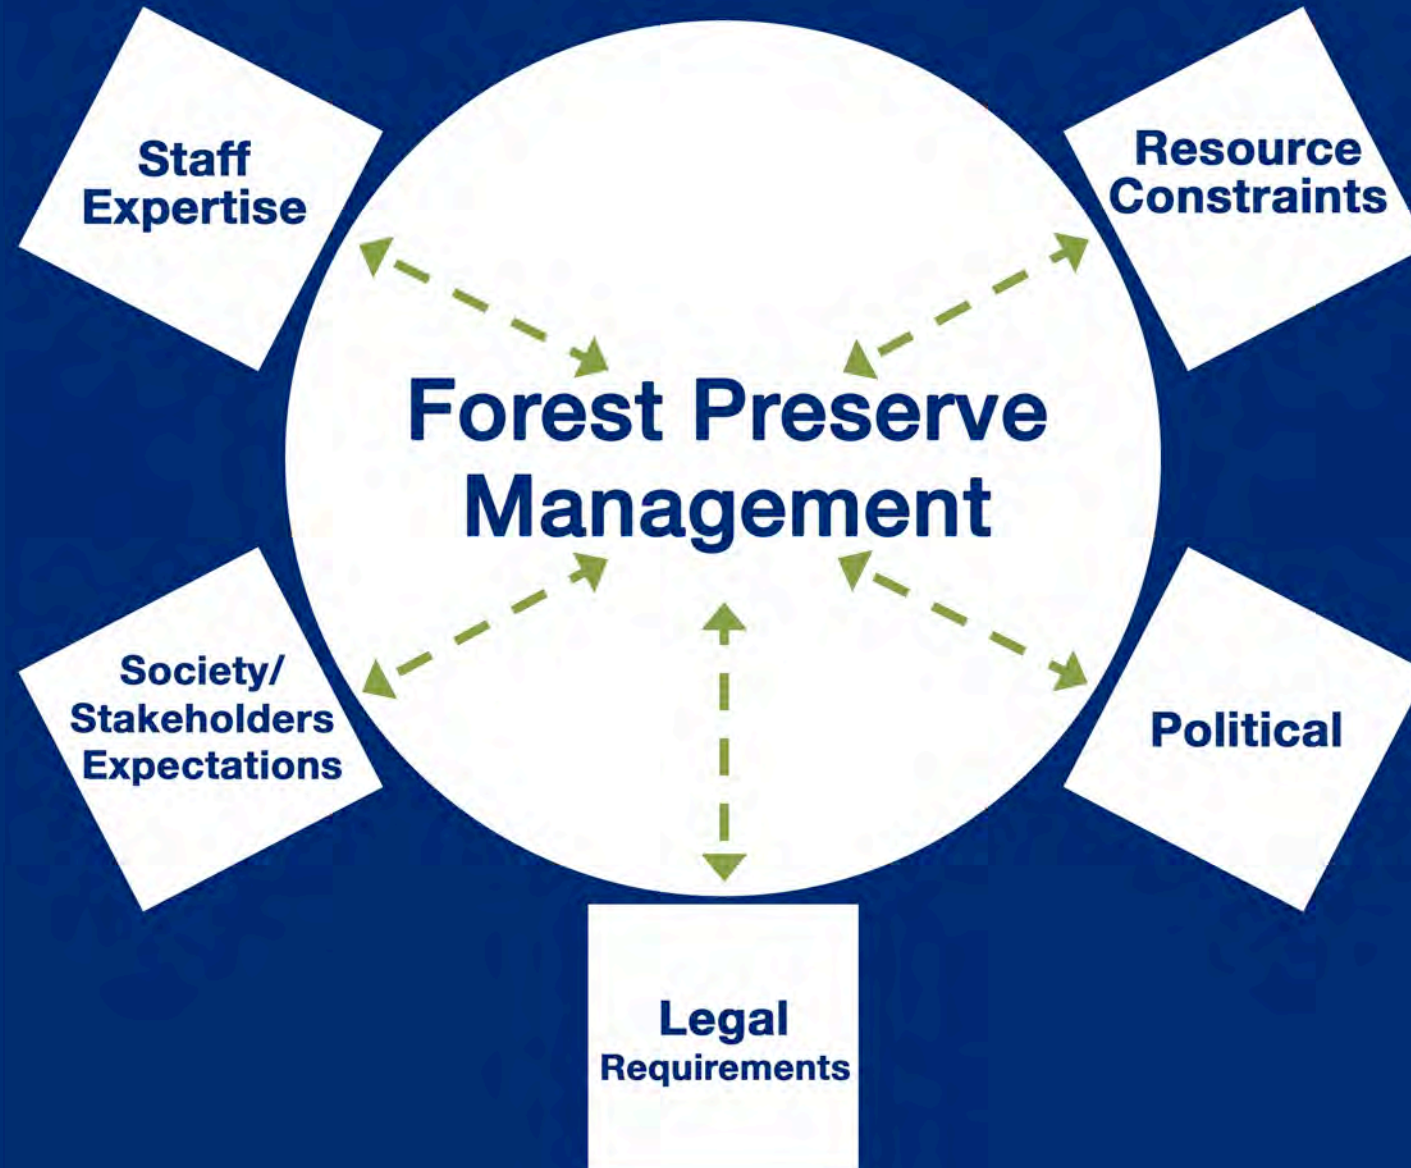 Staff
Expertise
Resource
Constraints
Forest Preserve
Management
Society/
Stakeholders
Expectations
Political
Legal
Requirements